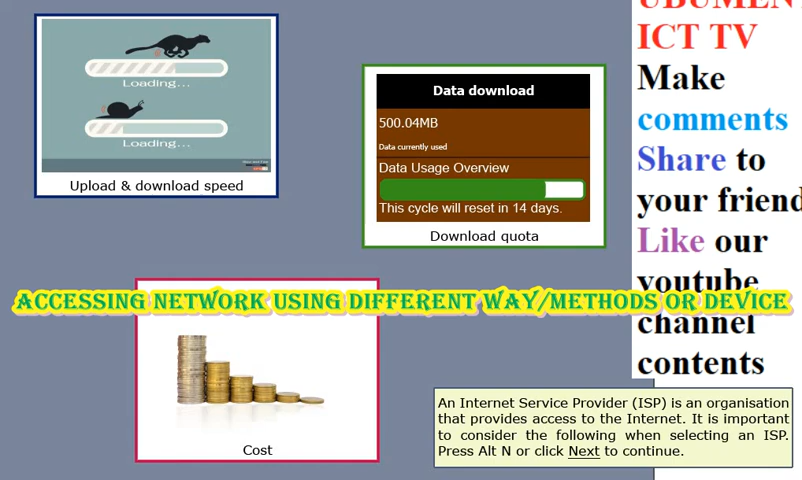 Loading...
Loading...
Upload & download speed
Data download
500.04MB
Data currently used
Data Usage Overview
This cycle will reset in 14 days.
Download quota
ICT TV
Make
comments
Share to
your friend
Like our
youtube
channel
contents
ACCESSING NETWORK USING DIFFERENT WAY/METHODS OR DEVICE
Cost
An Internet Service Provider (ISP) is an organisation
that provides access to the Internet. It is important
to consider the following when selecting an ISP.
Press Alt N or click Next to continue.